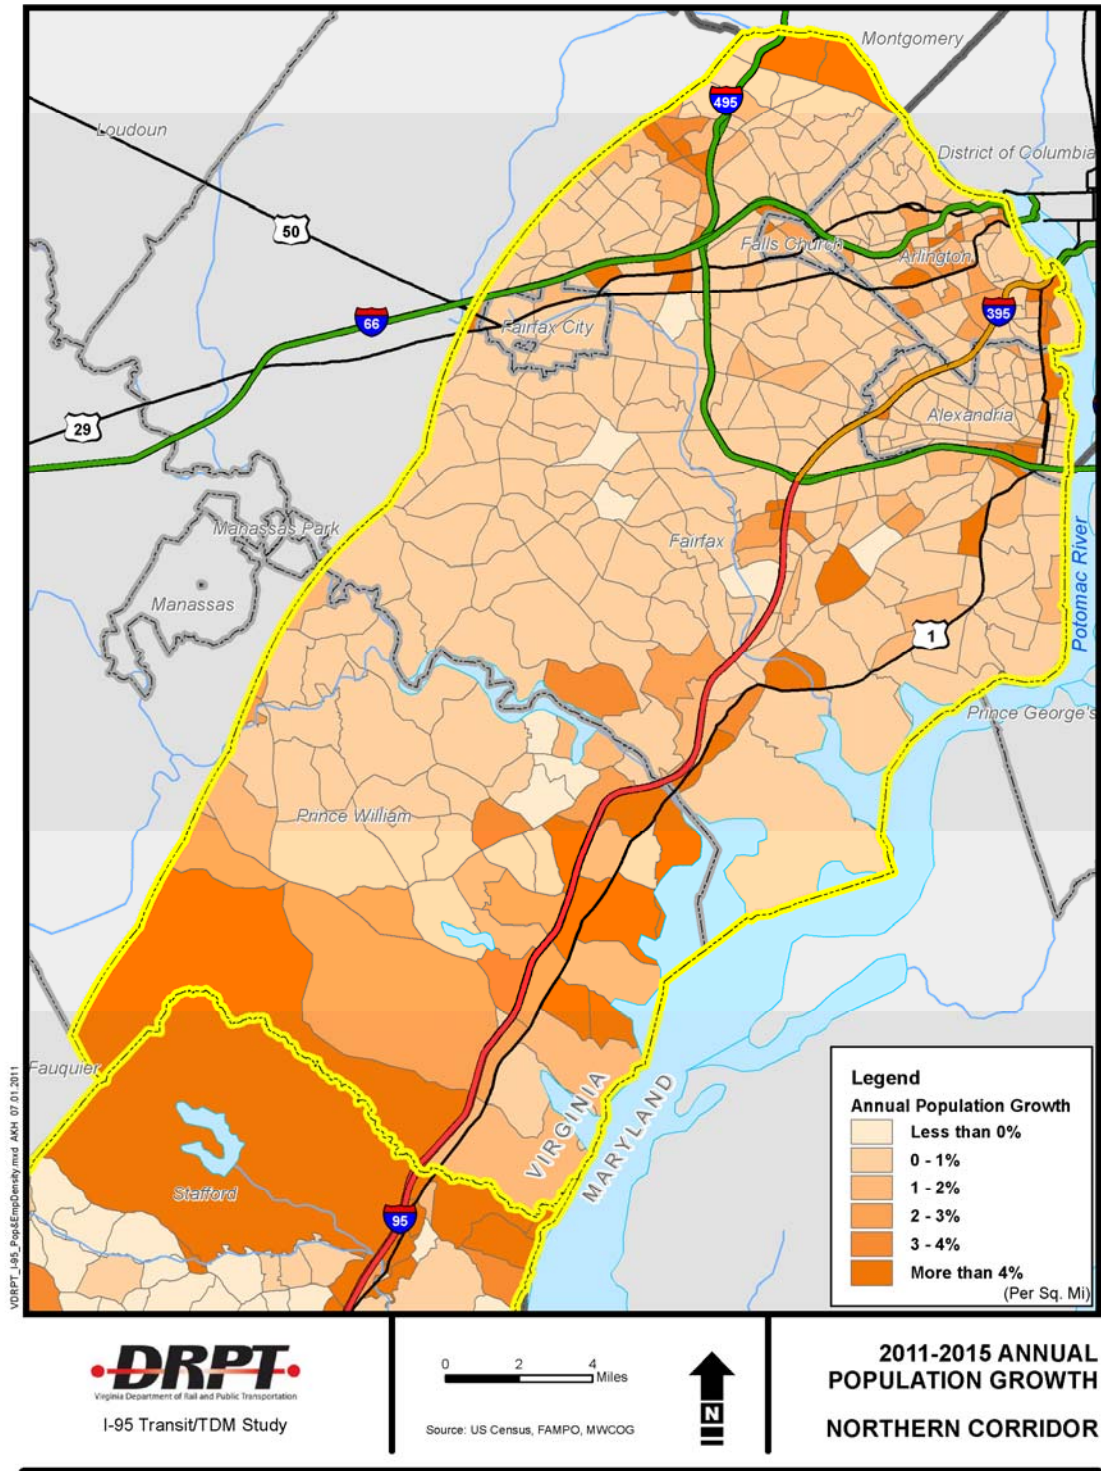 Montgomery
495
Loudoun
District of Columbia
50
Falls Church
Arlington
66
Fairfax City
395
29
Alexandria
Manassas Park
Fairfax
Potomac River
Manassas
1
Prince George's
Prince William
Fauquier
VIRGINIA
MARYLAND
Stafford
95
Legend
Annual Population Growth
Less than 0%
0 - 1%
1 - 2%
2 - 3%
3 - 4%
More than 4%
(Per Sq. Mi)
VDRPT_I-95_Pop&EmpDensity.mxd AKH 07.01.2011
DRPT
Virginia Department of Rail and Public Transportation
I-95 Transit/TDM Study
0 2 4
Miles
Source: US Census, FAMPO, MWCOG
N
2011-2015 ANNUAL
POPULATION GROWTH
NORTHERN CORRIDOR